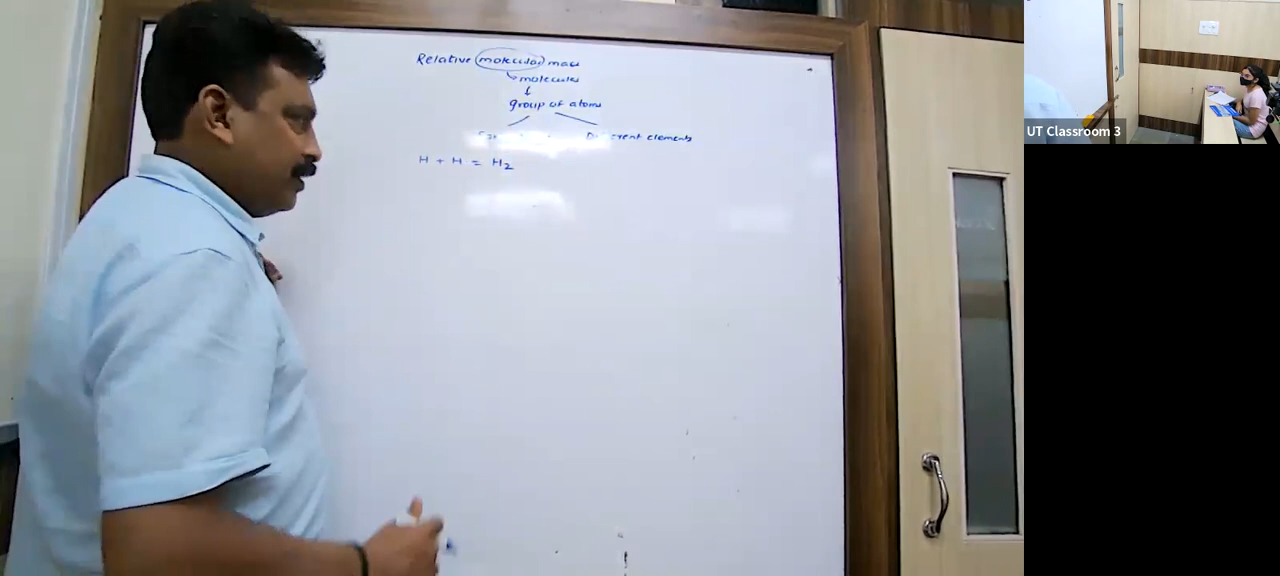 Relative molecular mass
molecules
group of atoms
Different elements
H + H = H2
UT Classroom 3